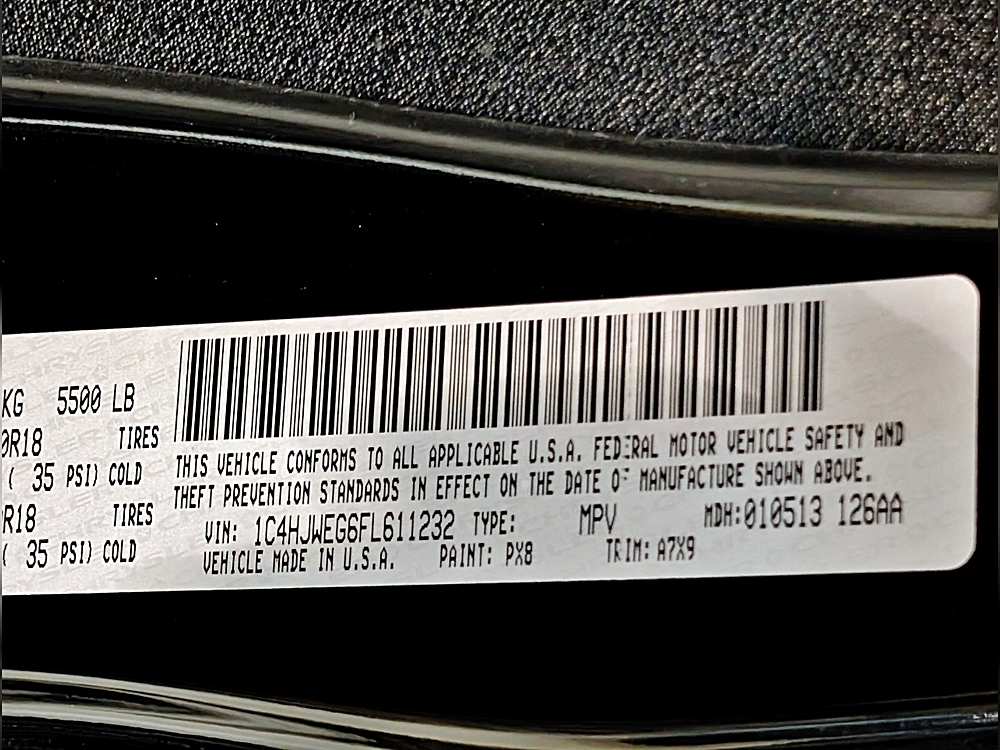 KG 5500 LB
0R18 TIRES
( 35 PSI) COLD
R18 TIRES
( 35 PSI) COLD
THIS VEHICLE CONFORMS TO ALL APPLICABLE U.S.A. FEDERAL MOTOR VEHICLE SAFETY AND
THEFT PREVENTION STANDARDS IN EFFECT ON THE DATE OF MANUFACTURE SHOWN ABOVE.
VIN: 1C4HJWEG6FL611232 TYPE: MPV MDH:010513 126AA
VEHICLE MADE IN U.S.A. PAINT: PX8 TRIM: A7X9